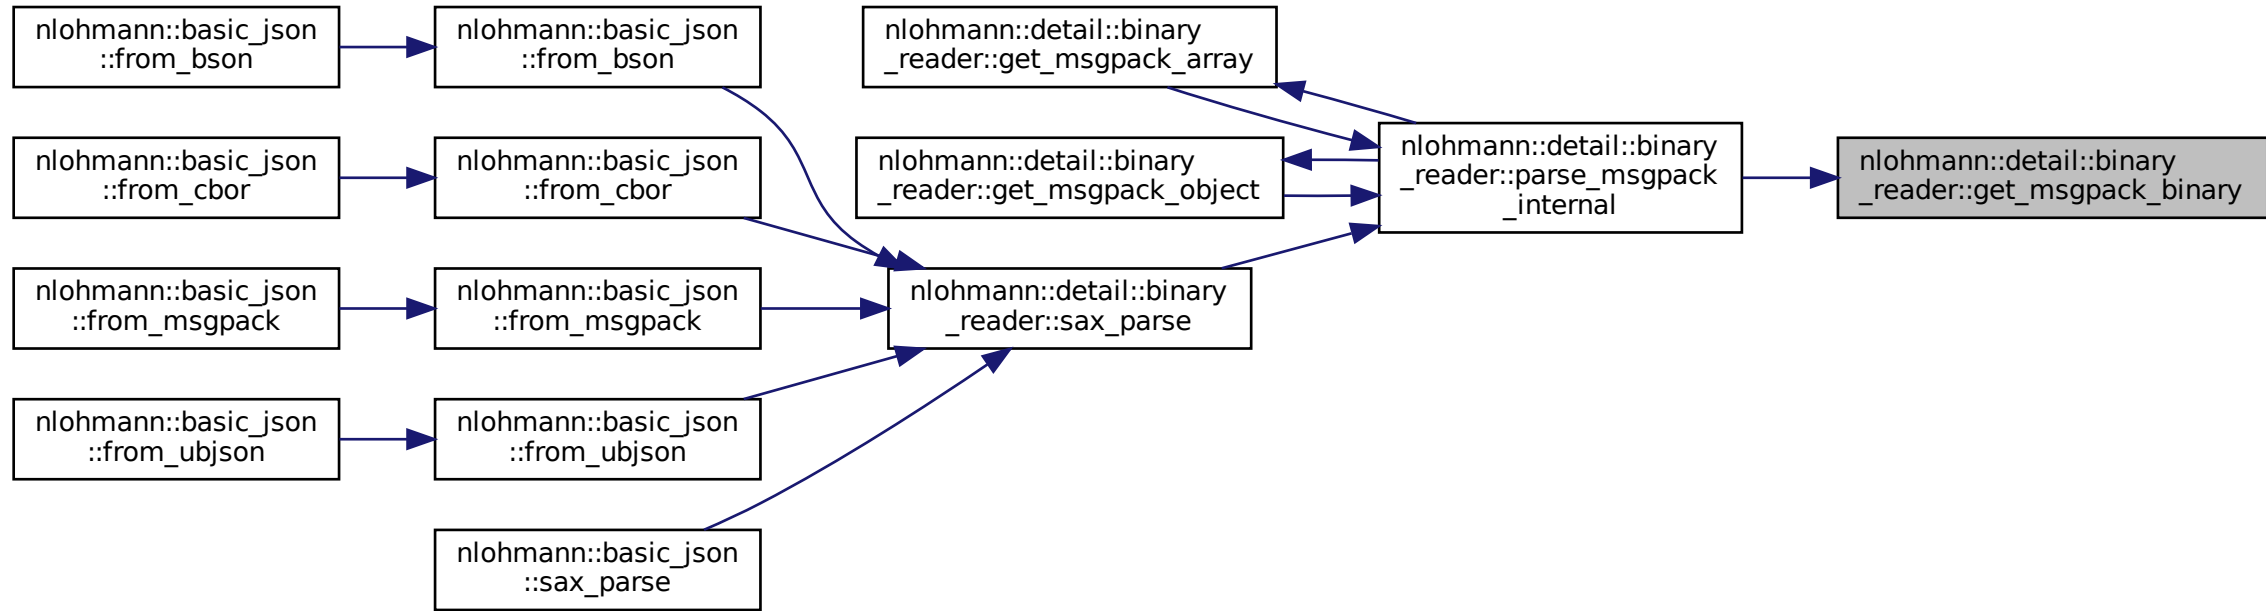 nlohmann::basic_json
::from_bson
nlohmann::basic_json
::from_bson
nlohmann::detail::binary
_reader::get_msgpack_array
nlohmann::basic_json
::from_cbor
nlohmann::basic_json
::from_cbor
nlohmann::detail::binary
_reader::get_msgpack_object
nlohmann::detail::binary
_reader::parse_msgpack
_internal
nlohmann::detail::binary
_reader::get_msgpack_binary
nlohmann::basic_json
::from_msgpack
nlohmann::basic_json
::from_msgpack
nlohmann::detail::binary
_reader::sax_parse
nlohmann::basic_json
::from_ubjson
nlohmann::basic_json
::from_ubjson
nlohmann::basic_json
::sax_parse